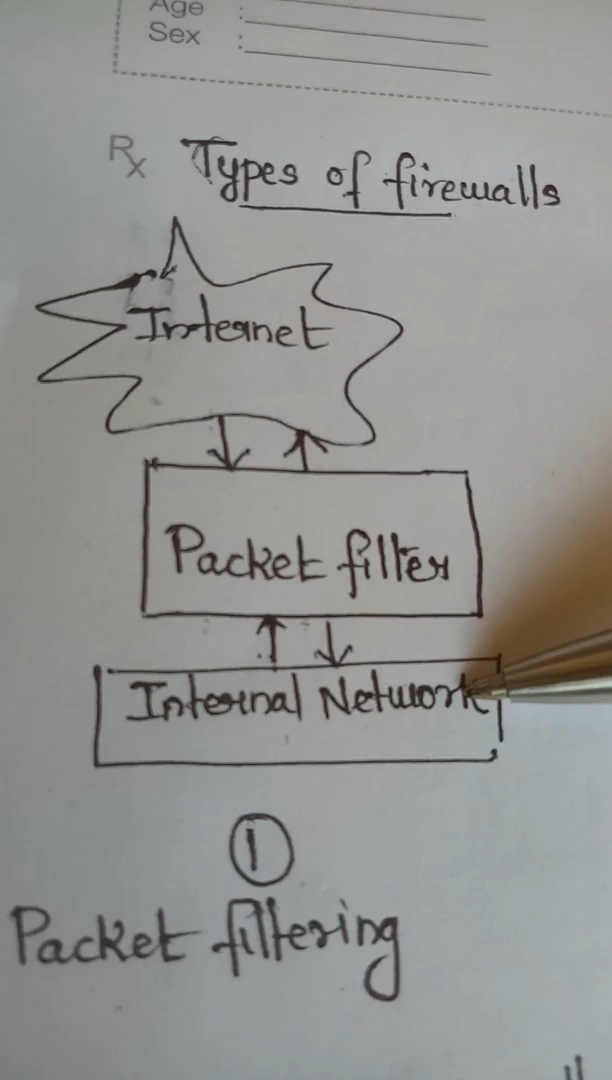 Age :
Sex :
Rx Types of firewalls
Internet
Packet filter
Internal Network
1
Packet filtering